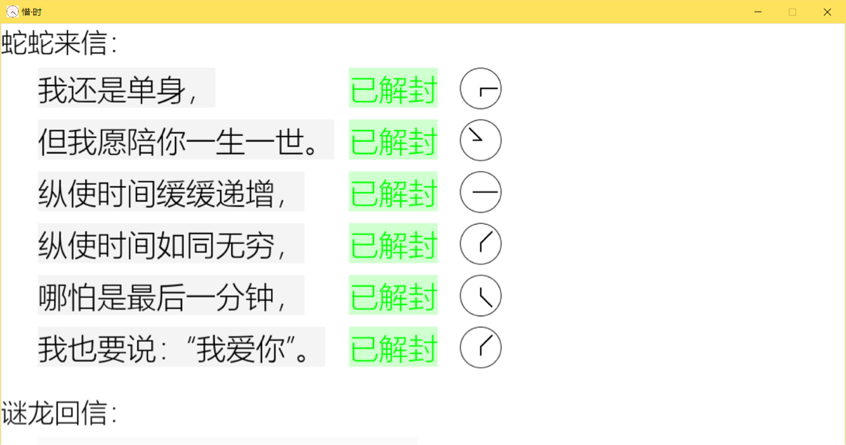 惜·时
蛇蛇来信：
我还是单身， 已解封
但我愿陪你一生一世。 已解封
纵使时间缓缓递增， 已解封
纵使时间如同无穷， 已解封
哪怕是最后一分钟， 已解封
我也要说：“我爱你”。 已解封
谜龙回信：